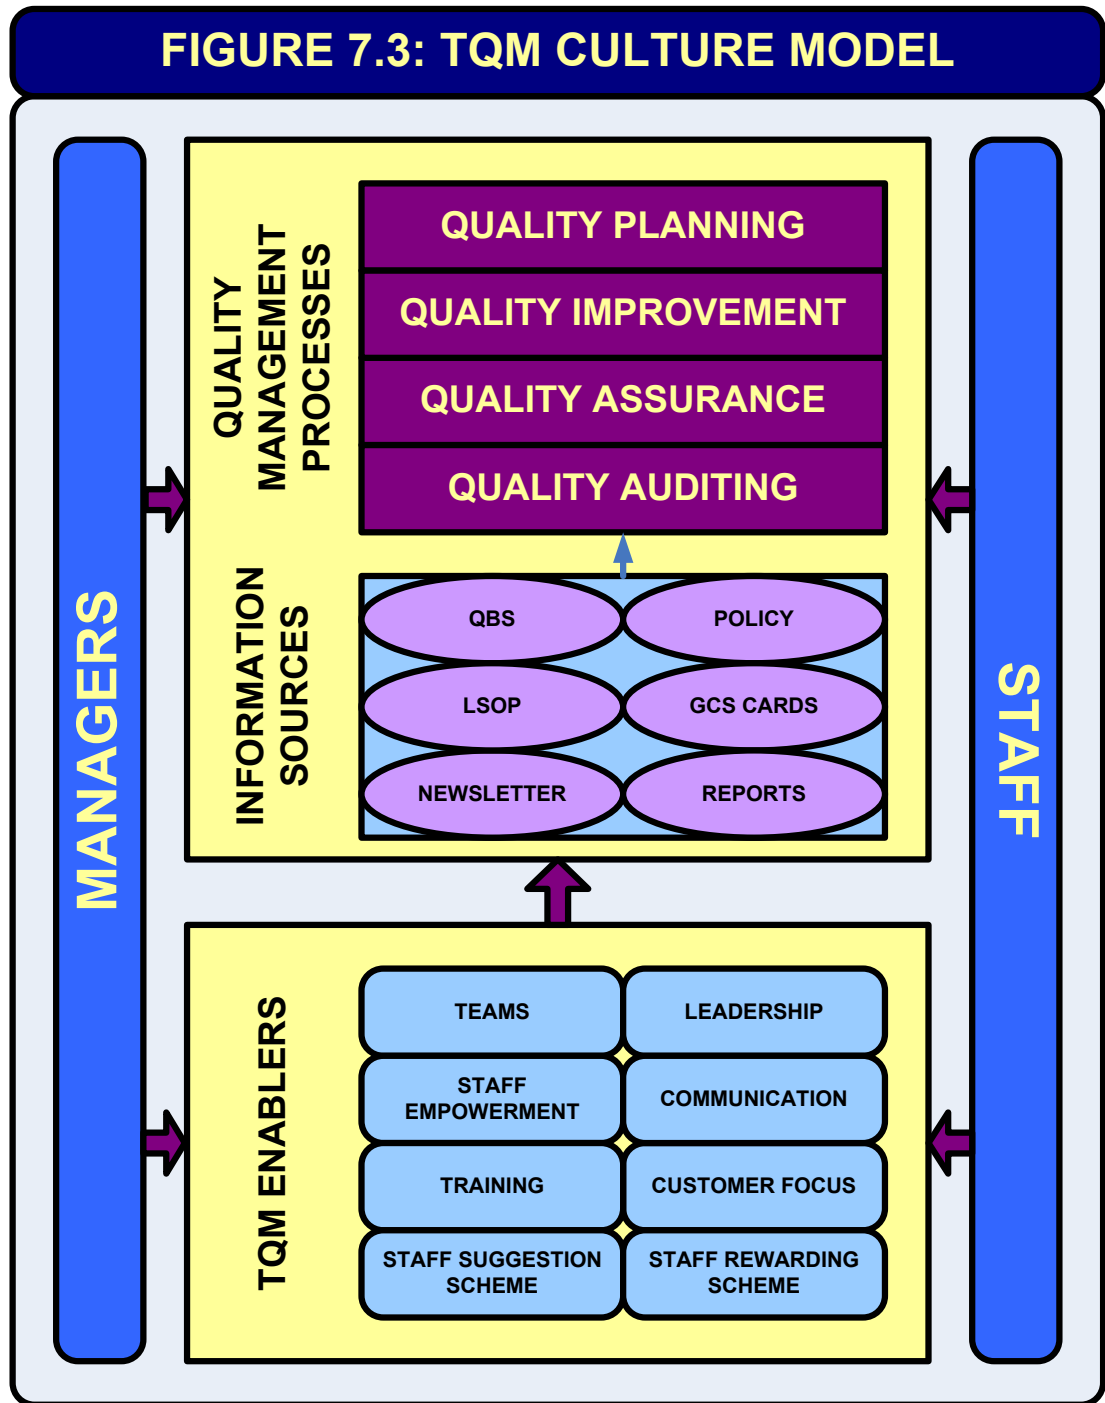 FIGURE 7.3: TQM CULTURE MODEL
MANAGERS
QUALITY
MANAGEMENT
PROCESSES
QUALITY PLANNING
QUALITY IMPROVEMENT
QUALITY ASSURANCE
QUALITY AUDITING
INFORMATION
SOURCES
QBS
POLICY
LSOP
GCS CARDS
NEWSLETTER
REPORTS
STAFF
TQM ENABLERS
TEAMS
LEADERSHIP
STAFF
EMPOWERMENT
COMMUNICATION
TRAINING
CUSTOMER FOCUS
STAFF SUGGESTION
SCHEME
STAFF REWARDING
SCHEME